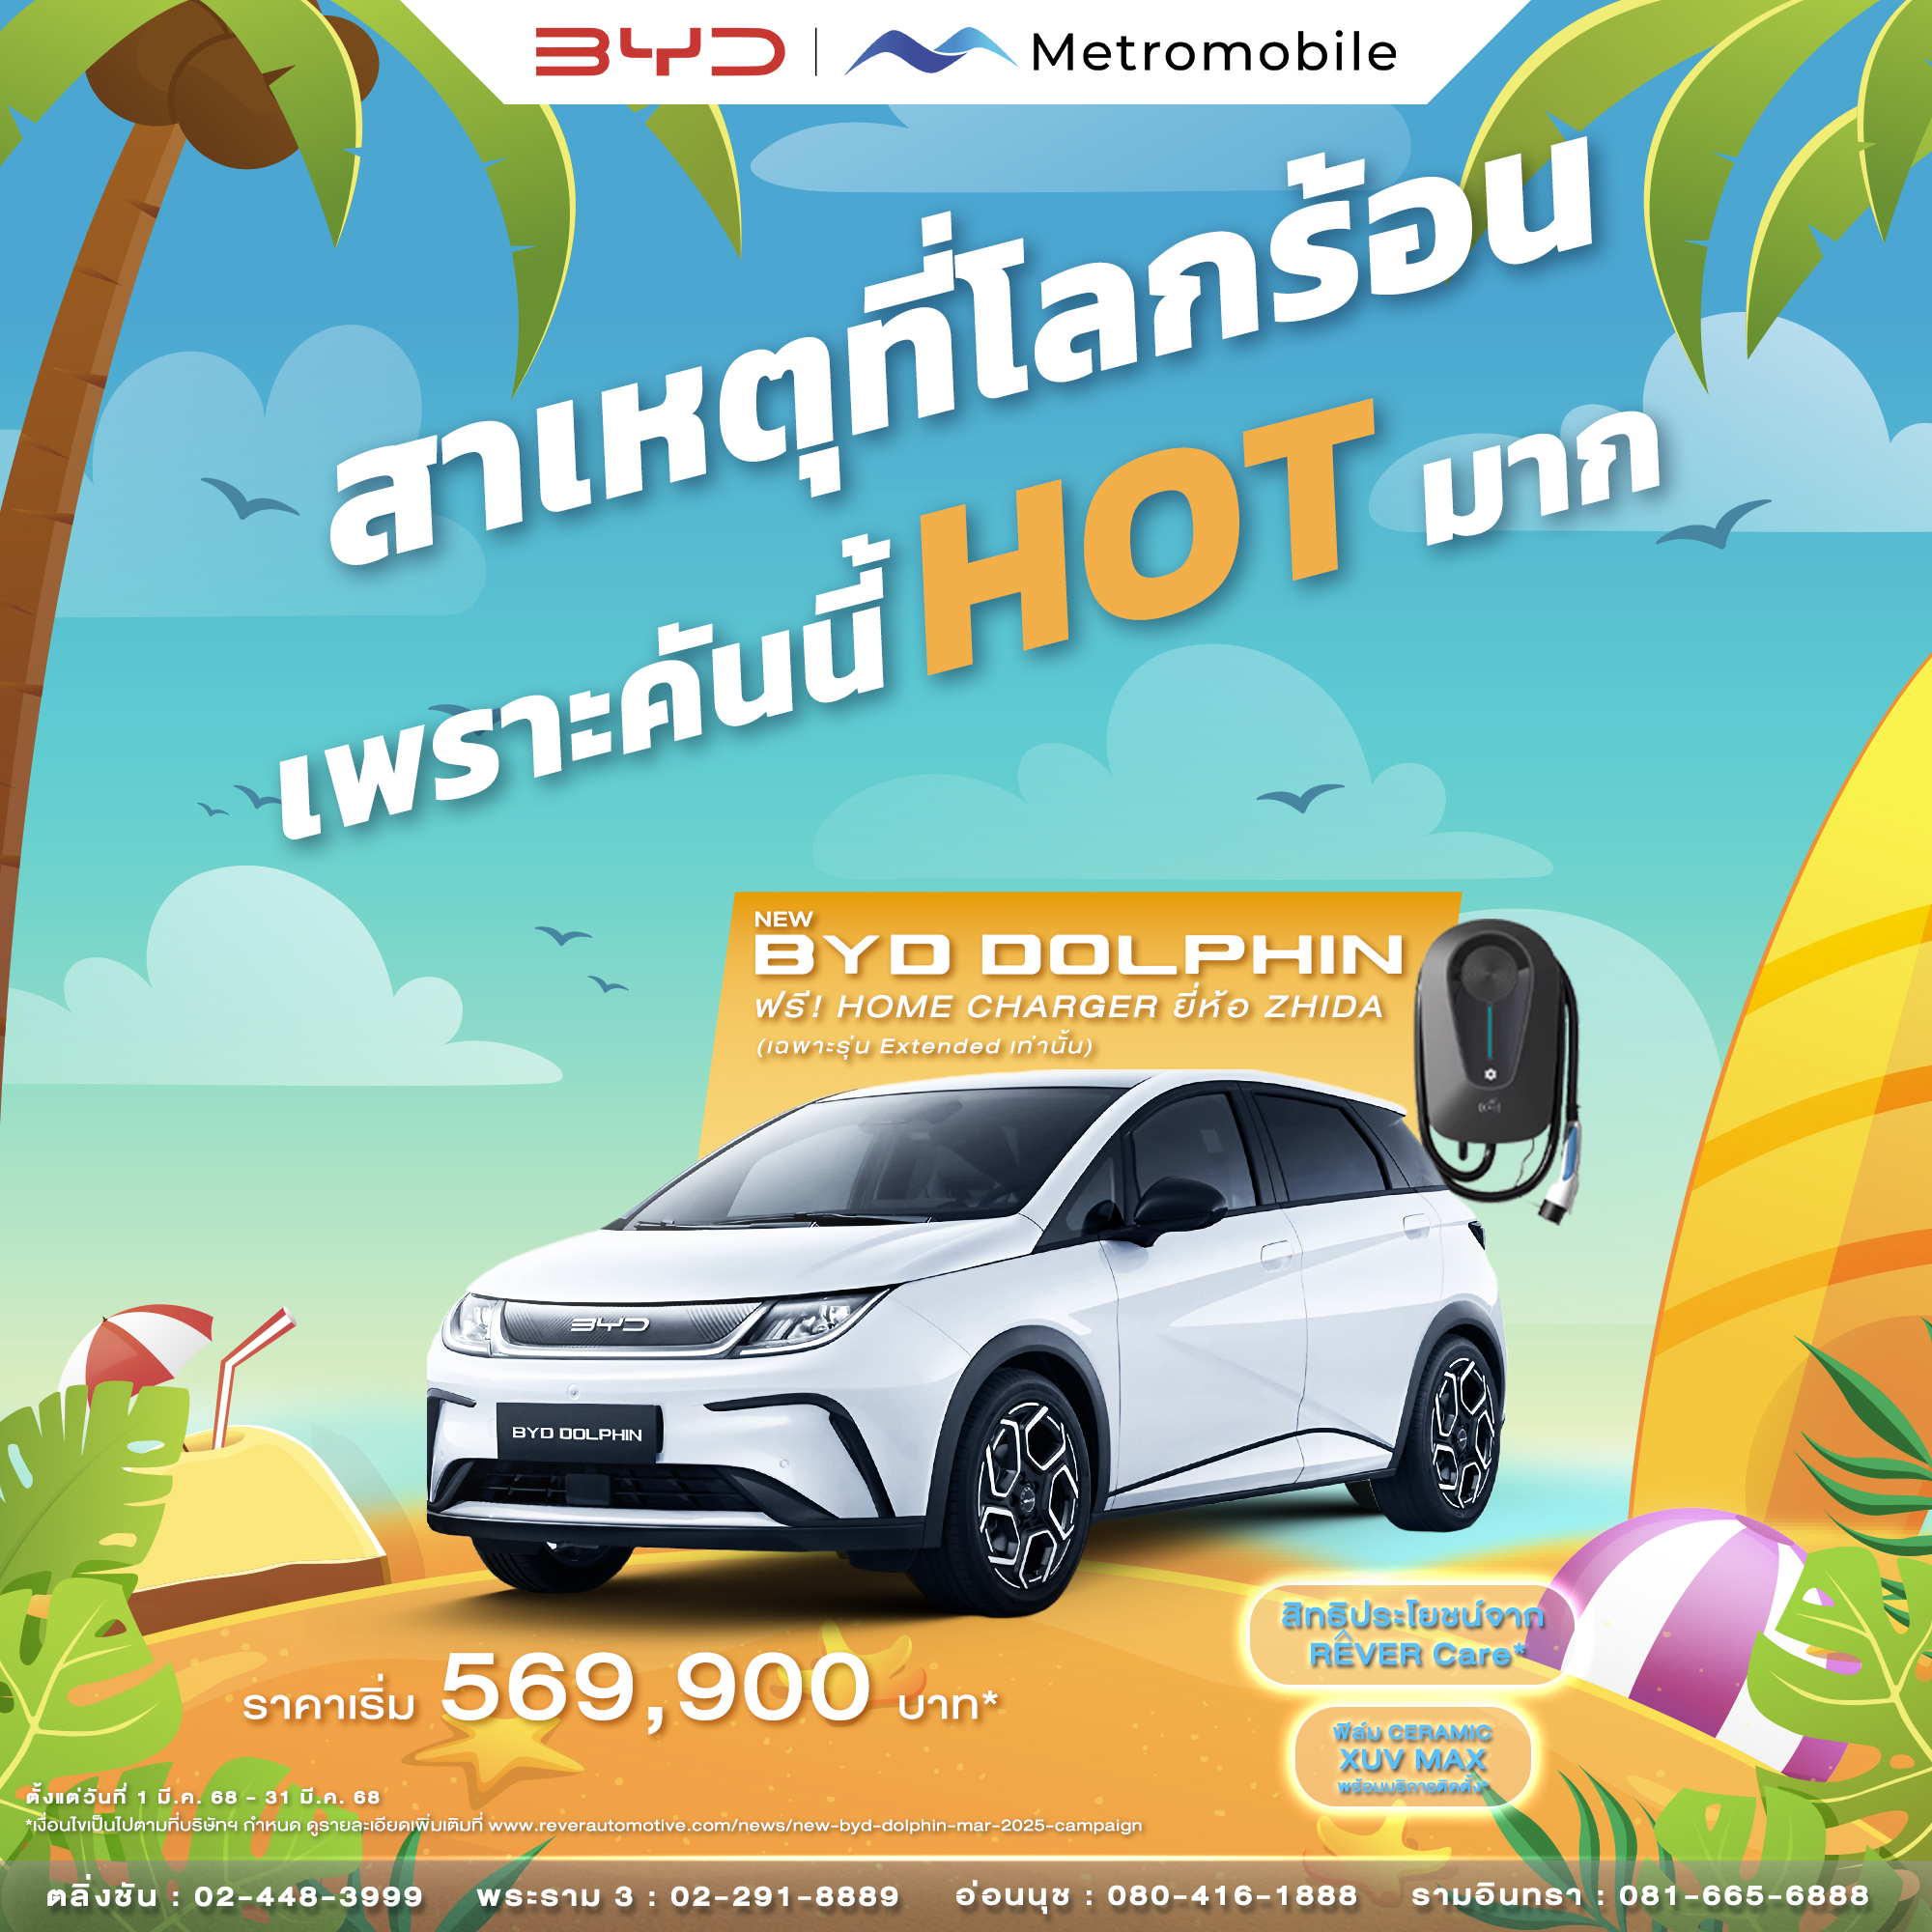 BYD | Metromobile
สาเหตุที่โลกร้อน
เพราะคันนี้ HOT มาก
NEW
BYD DOLPHIN
ฟรี! HOME CHARGER ยี่ห้อ ZHIDA
(เฉพาะรุ่น Extended เท่านั้น)
BYD
BYD DOLPHIN
สิทธิประโยชน์จาก
RÊVER Care*
ราคาเริ่ม 569,900 บาท*
ฟิล์ม CERAMIC
XUV MAX
พร้อมบริการติดตั้ง*
ตั้งแต่วันที่ 1 มี.ค. 68 - 31 มี.ค. 68
*เงื่อนไขเป็นไปตามที่บริษัทฯ กำหนด ดูรายละเอียดเพิ่มเติมที่ www.reverautomotive.com/news/new-byd-dolphin-mar-2025-campaign
ตลิ่งชัน : 02-448-3999 พระราม 3 : 02-291-8889 อ่อนนุช : 080-416-1888 รามอินทรา : 081-665-6888